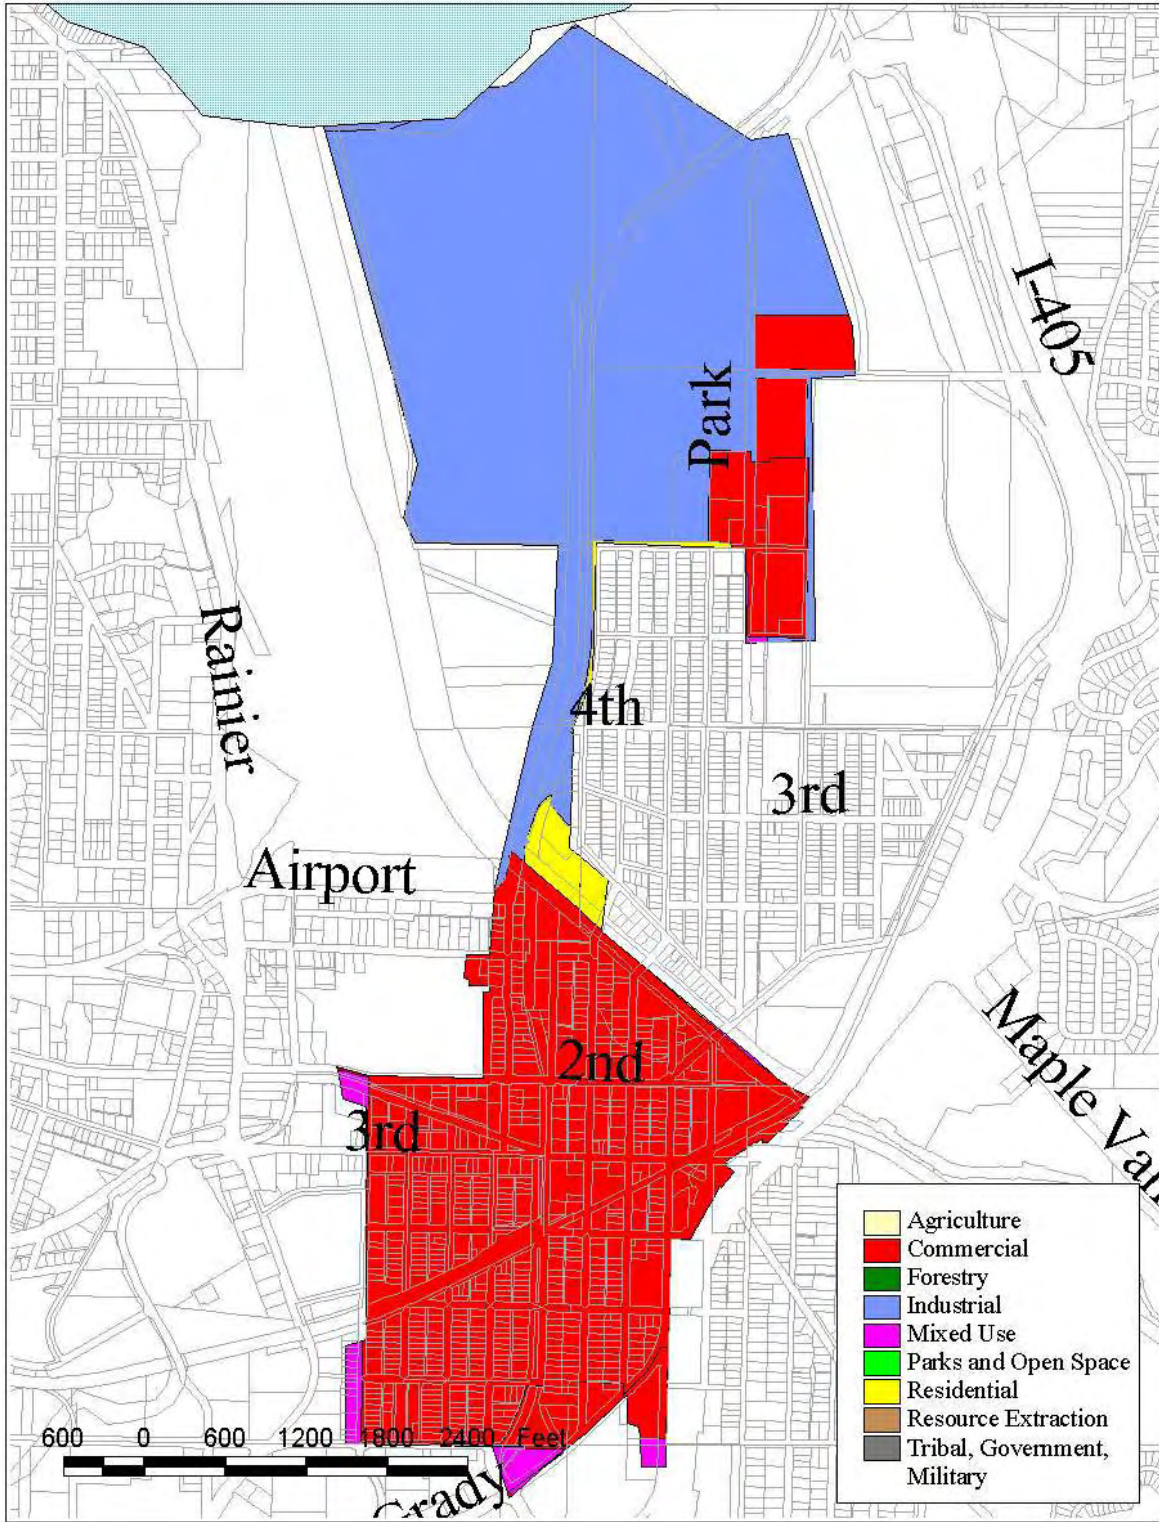 I-405
Park
Rainier
4th
3rd
Airport
2nd
Maple Vall
3rd
Agriculture
Commercial
Forestry
Industrial
Mixed Use
Parks and Open Space
Residential
Resource Extraction
Tribal, Government,
Military
600 0 600 1200 1800 2400 Feet
Grady